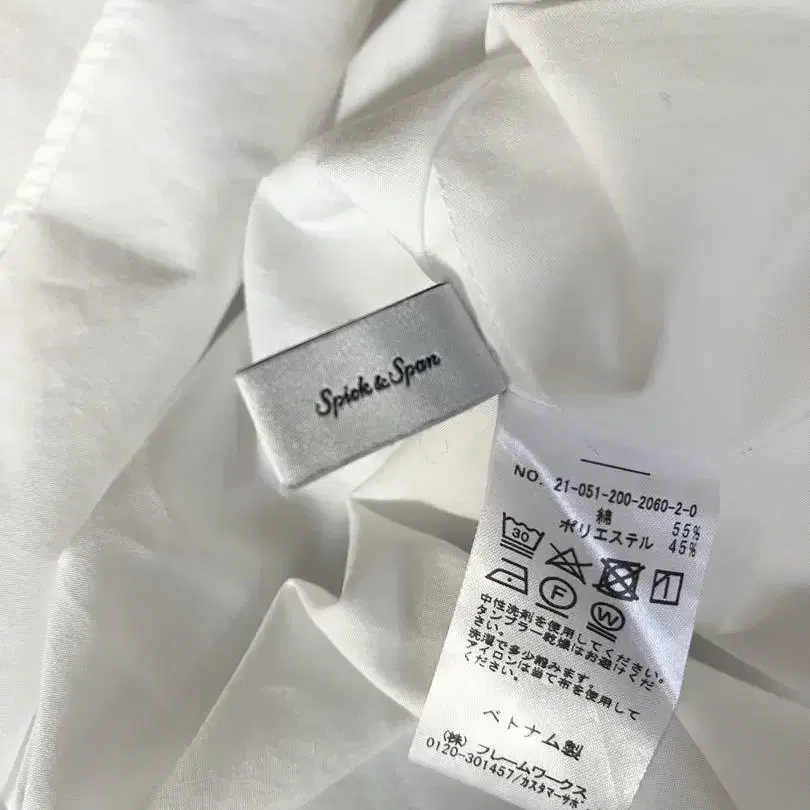 Spick & Span
NO. 21-051-200-2060-2-0
綿 55%
ポリエステル 45%
30
F
W
中性洗剤を使用してください。
タンブラー乾燥はお避けくだ
さい。
洗濯で多少縮みます。
アイロンは当て布を使用して
ください。
ベトナム製
(株) フレームワークス
0120-301457/カスタマーサポ